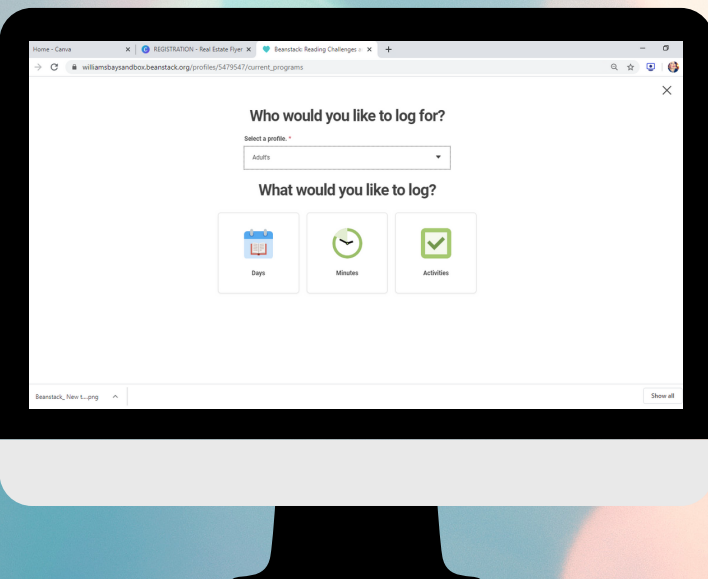 Home - Canva
REGISTRATION - Real Estate Flyer
Beanstack: Reading Challenges
williamsbaysandbox.beanstack.org/profiles/5479547/current_programs
Who would you like to log for?
Select a profile. *
Adult's
What would you like to log?
Days
Minutes
Activities
Beanstack_ New t....png
Show all